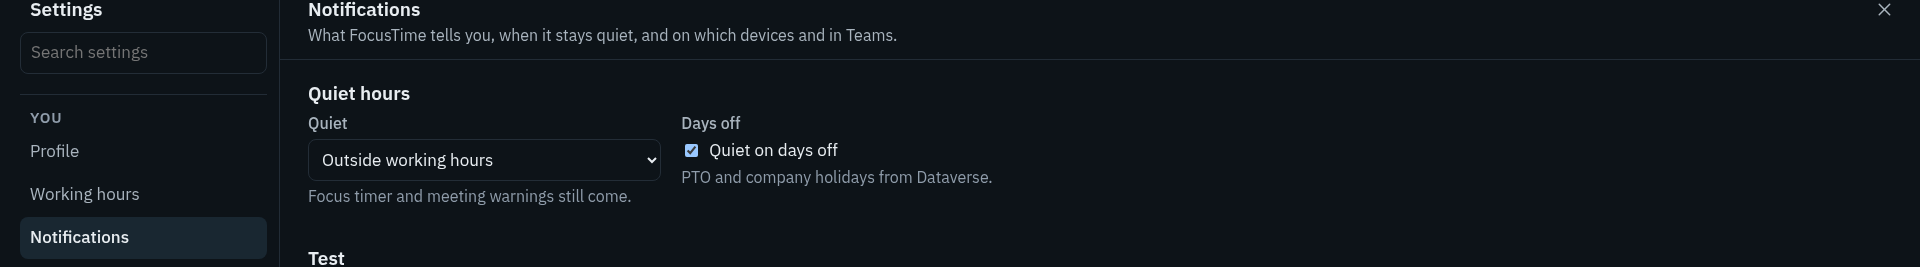 Settings
Search settings
YOU
Profile
Working hours
Notifications
Notifications
What FocusTime tells you, when it stays quiet, and on which devices and in Teams.
Quiet hours
Quiet
Outside working hours
Focus timer and meeting warnings still come.
Days off
Quiet on days off
PTO and company holidays from Dataverse.
Test